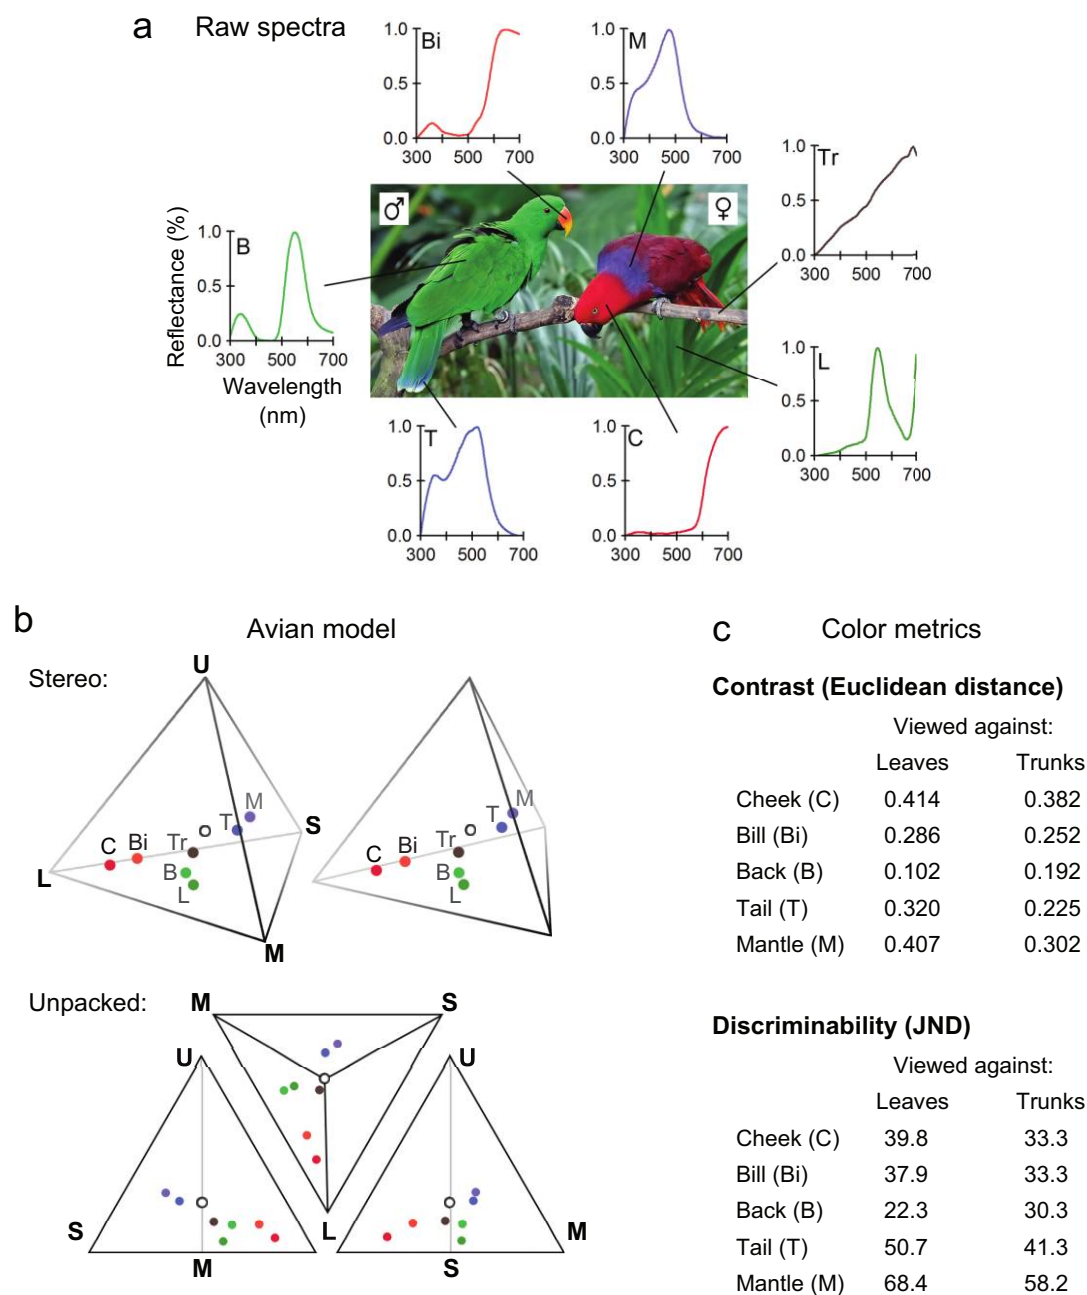 a Raw spectra
Bi
1.0
0.5
0.0
300 500 700
M
1.0
0.5
0.0
300 500 700
Tr
1.0
0.5
0.0
300 500 700
♂ ♀
B
1.0
0.5
0.0
300 500 700
Reflectance (%)
Wavelength
(nm)
L
1.0
0.5
0.0
300 500 700
T
1.0
0.5
0.0
300 500 700
C
1.0
0.5
0.0
300 500 700
b Avian model
Stereo:
U
M
T
S
Tr
Bi
C
L
B
L
M
M
T
Tr
Bi
C
B
L
Unpacked:
M S
U U
S L M
M S
c Color metrics
Contrast (Euclidean distance)
Viewed against:
Leaves Trunks
Cheek (C) 0.414 0.382
Bill (Bi) 0.286 0.252
Back (B) 0.102 0.192
Tail (T) 0.320 0.225
Mantle (M) 0.407 0.302
Discriminability (JND)
Viewed against:
Leaves Trunks
Cheek (C) 39.8 33.3
Bill (Bi) 37.9 33.3
Back (B) 22.3 30.3
Tail (T) 50.7 41.3
Mantle (M) 68.4 58.2